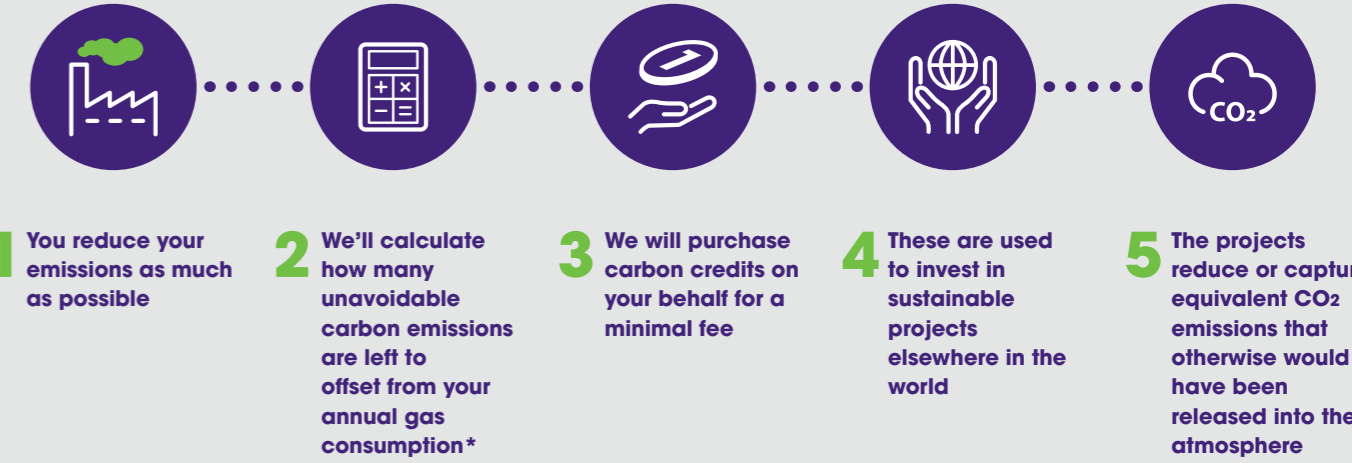 CO₂
1 You reduce your
emissions as much
as possible
2 We'll calculate
how many
unavoidable
carbon emissions
are left to
offset from your
annual gas
consumption*
3 We will purchase
carbon credits on
your behalf for a
minimal fee
4 These are used
to invest in
sustainable
projects
elsewhere in the
world
5 The projects
reduce or captur
equivalent CO2
emissions that
otherwise would
have been
released into the
atmosphere